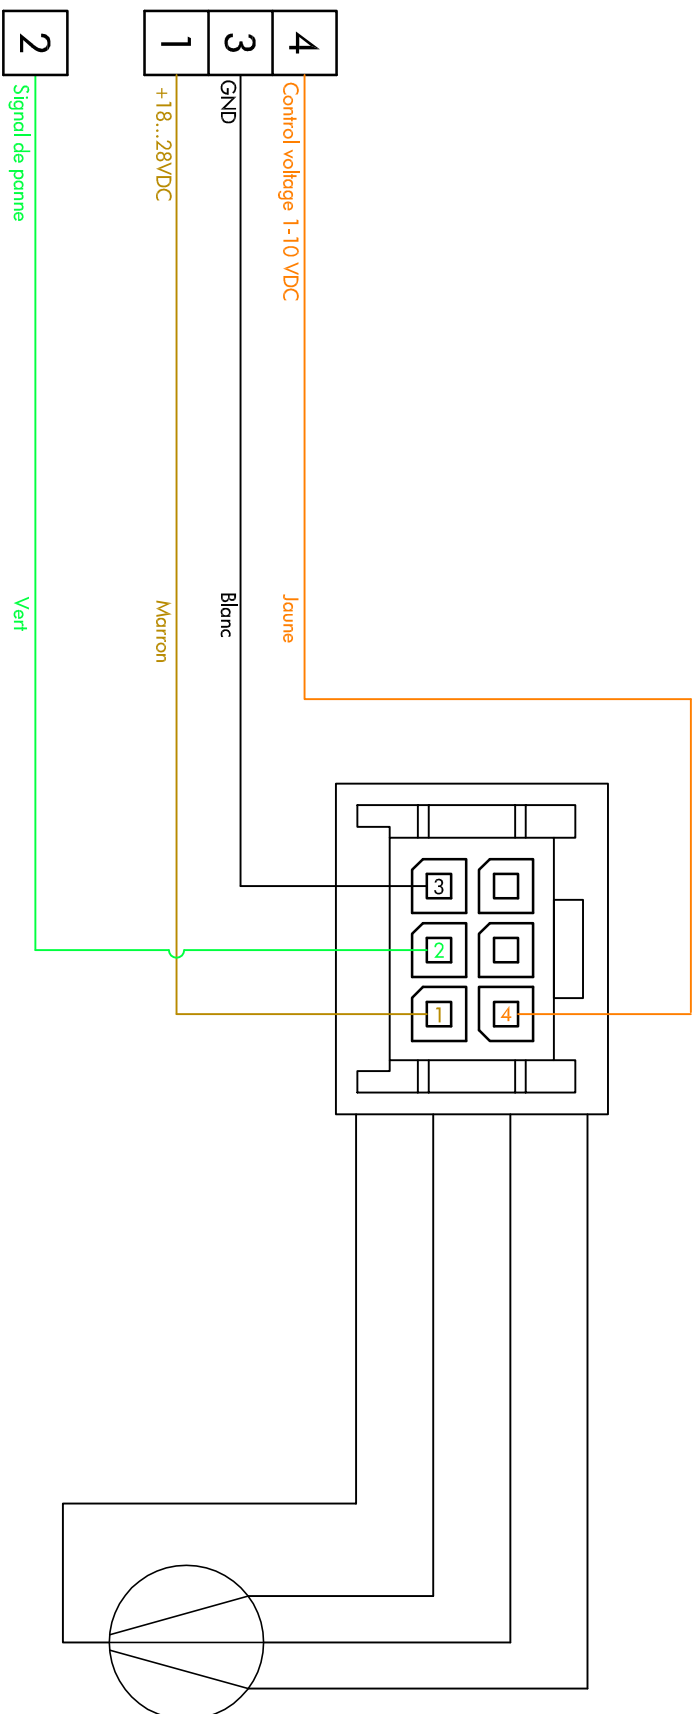 4
3
1
2
Control voltage 1-10 VDC
Jaune
GND
Blanc
+18...28VDC
Marron
Signal de panne
Vert
3
2
1
4